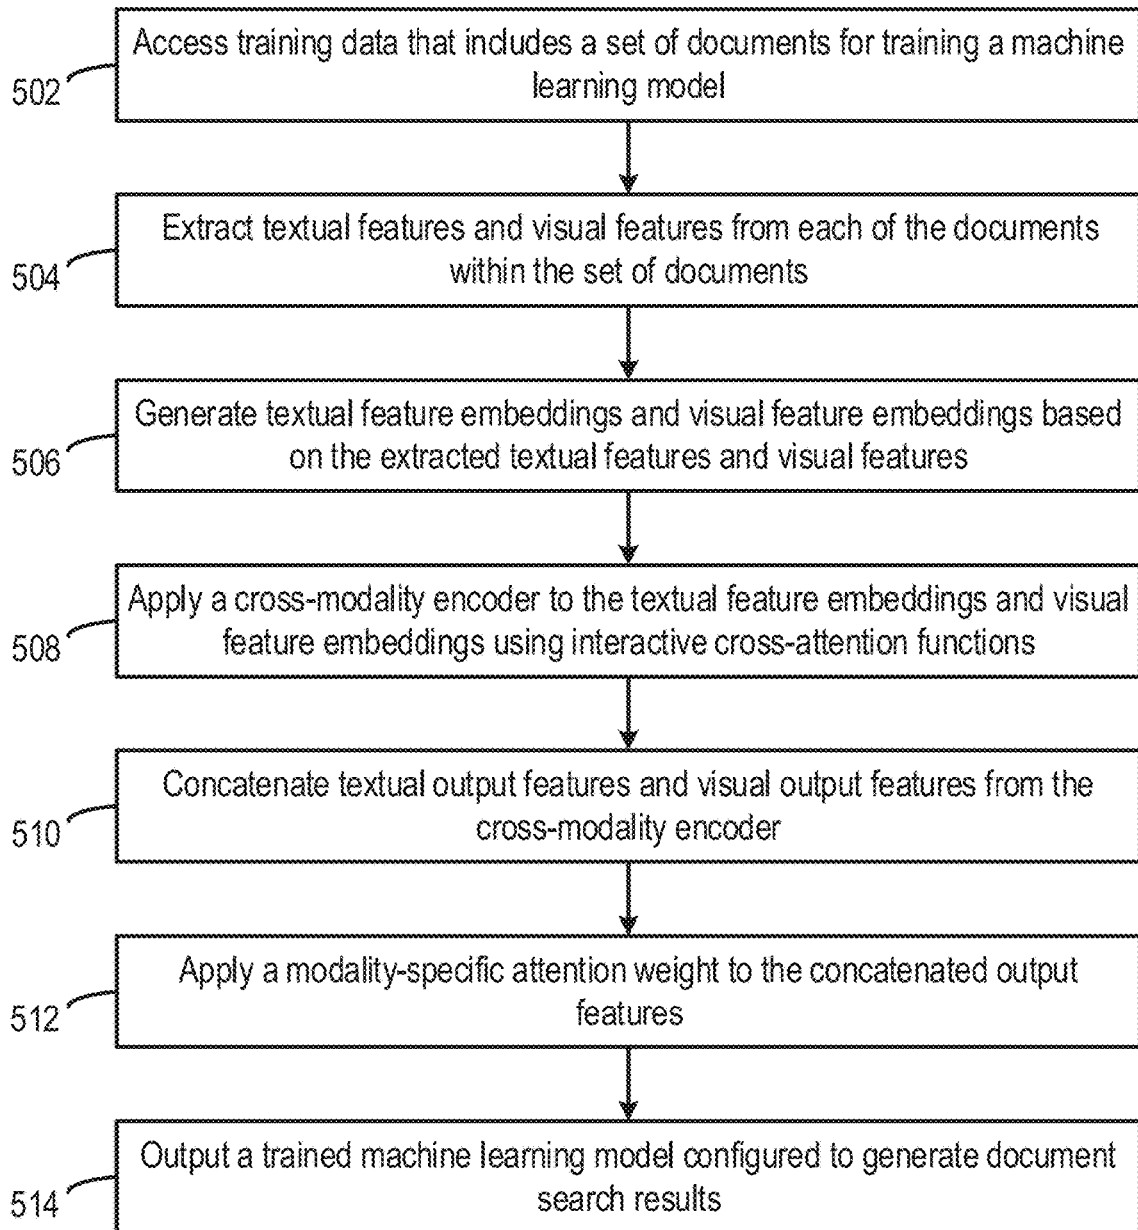 Access training data that includes a set of documents for training a machine
learning model
502
Extract textual features and visual features from each of the documents
within the set of documents
504
Generate textual feature embeddings and visual feature embeddings based
on the extracted textual features and visual features
506
Apply a cross-modality encoder to the textual feature embeddings and visual
feature embeddings using interactive cross-attention functions
508
Concatenate textual output features and visual output features from the
cross-modality encoder
510
Apply a modality-specific attention weight to the concatenated output
features
512
Output a trained machine learning model configured to generate document
search results
514